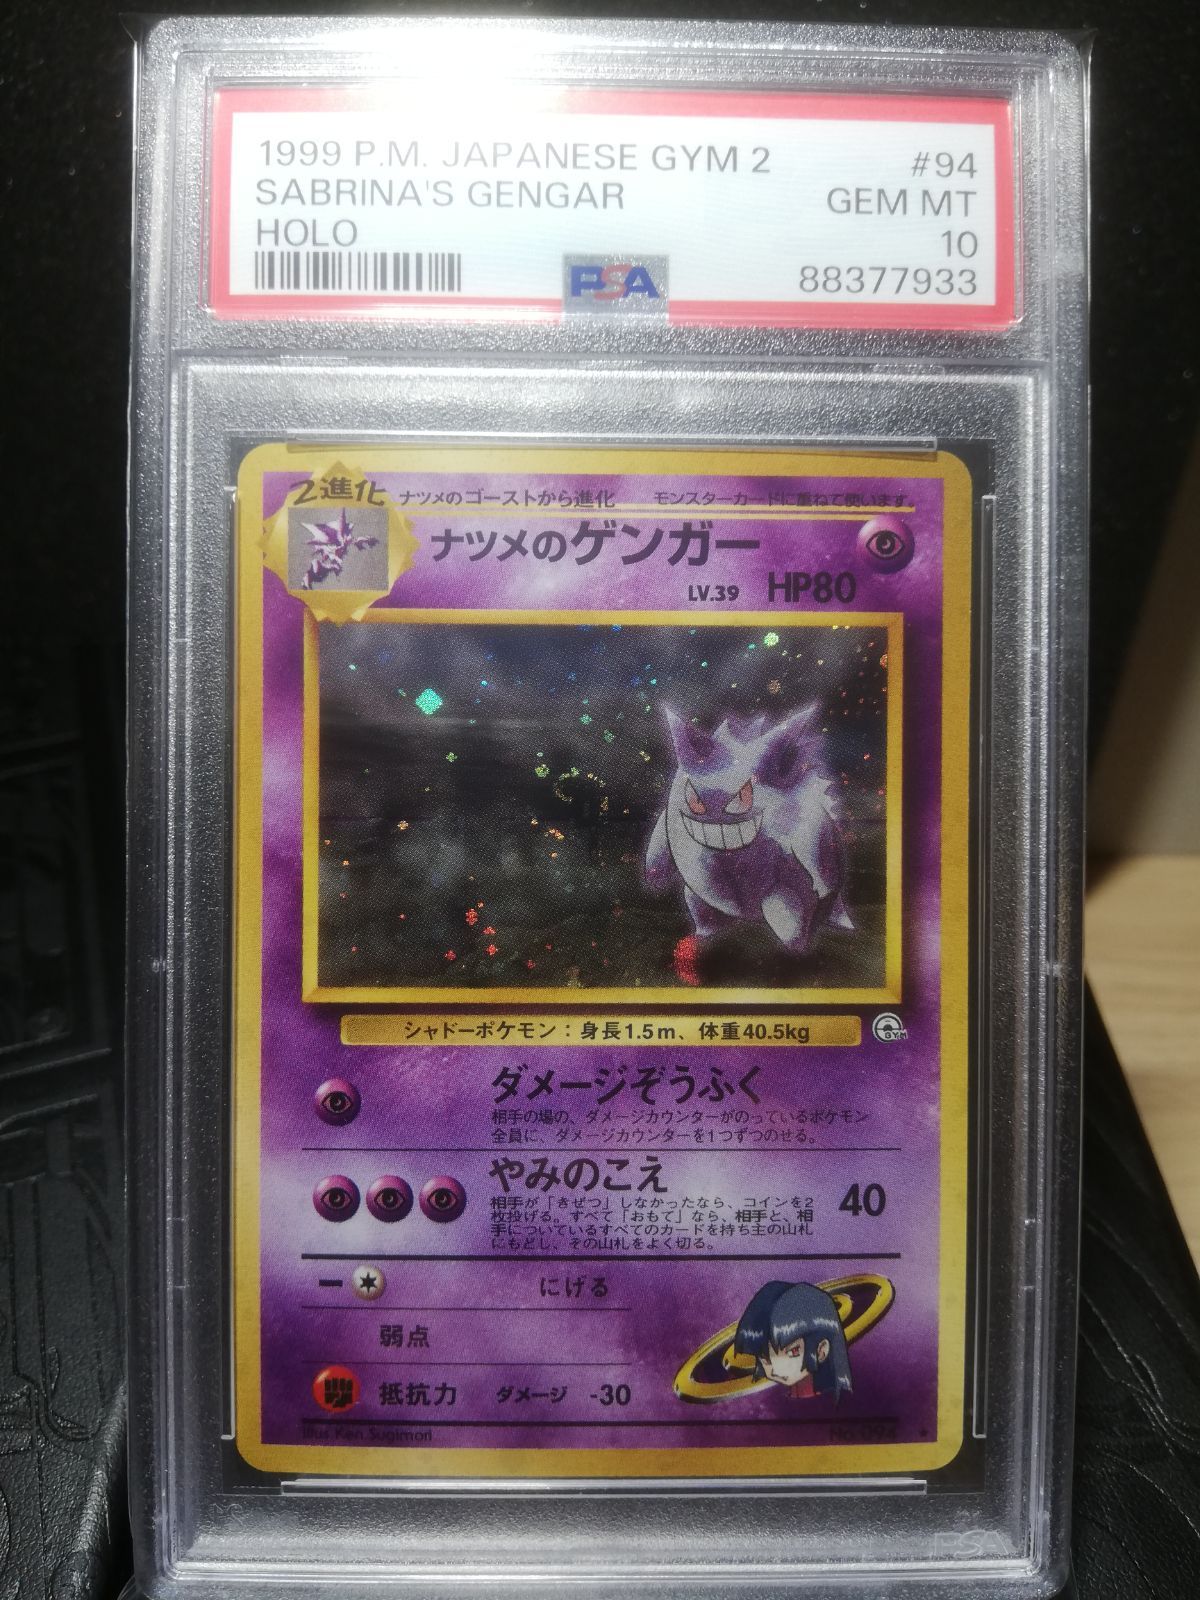 1999 P.M. JAPANESE GYM 2 #94
SABRINA'S GENGAR GEM MT
HOLO 10
PSA 88377933
2進化 ナツメのゴーストから進化 モンスターカードに重ねて使います。
ナツメのゲンガー
LV.39 HP80
シャドーポケモン：身長1.5m、体重40.5kg
GYM
ダメージぞうふく
相手の場の、ダメージカウンターがのっているポケモン
全員に、ダメージカウンターを1つずつのせる。
やみのこえ 40
相手が「きぜつ」しなかったなら、コインを2
枚投げる。すべて「おもて」なら、相手と、相
手についているすべてのカードを持ち主の山札
にもどし、その山札をよく切る。
にげる
弱点
抵抗力 ダメージ -30
Illus. Ken Sugimori No.094
PSA